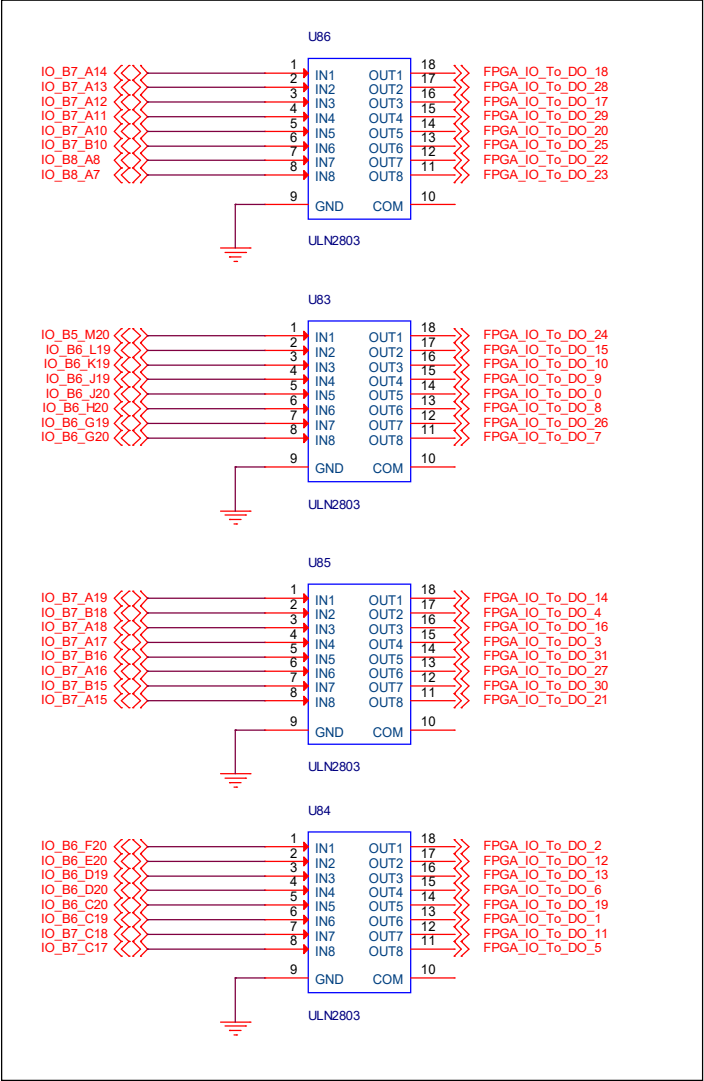 U86
IO_B7_A14 1 IN1 OUT1 18 FPGA_IO_To_DO_18
IO_B7_A13 2 IN2 OUT2 17 FPGA_IO_To_DO_28
IO_B7_A12 3 IN3 OUT3 16 FPGA_IO_To_DO_17
IO_B7_A11 4 IN4 OUT4 15 FPGA_IO_To_DO_29
IO_B7_A10 5 IN5 OUT5 14 FPGA_IO_To_DO_20
IO_B7_B10 6 IN6 OUT6 13 FPGA_IO_To_DO_25
IO_B8_A8 7 IN7 OUT7 12 FPGA_IO_To_DO_22
IO_B8_A7 8 IN8 OUT8 11 FPGA_IO_To_DO_23
9 GND COM 10
ULN2803
U83
IO_B5_M20 1 IN1 OUT1 18 FPGA_IO_To_DO_24
IO_B6_L19 2 IN2 OUT2 17 FPGA_IO_To_DO_15
IO_B6_K19 3 IN3 OUT3 16 FPGA_IO_To_DO_10
IO_B6_J19 4 IN4 OUT4 15 FPGA_IO_To_DO_9
IO_B6_J20 5 IN5 OUT5 14 FPGA_IO_To_DO_0
IO_B6_H20 6 IN6 OUT6 13 FPGA_IO_To_DO_8
IO_B6_G19 7 IN7 OUT7 12 FPGA_IO_To_DO_26
IO_B6_G20 8 IN8 OUT8 11 FPGA_IO_To_DO_7
9 GND COM 10
ULN2803
U85
IO_B7_A19 1 IN1 OUT1 18 FPGA_IO_To_DO_14
IO_B7_B18 2 IN2 OUT2 17 FPGA_IO_To_DO_4
IO_B7_A18 3 IN3 OUT3 16 FPGA_IO_To_DO_16
IO_B7_A17 4 IN4 OUT4 15 FPGA_IO_To_DO_3
IO_B7_B16 5 IN5 OUT5 14 FPGA_IO_To_DO_31
IO_B7_A16 6 IN6 OUT6 13 FPGA_IO_To_DO_27
IO_B7_B15 7 IN7 OUT7 12 FPGA_IO_To_DO_30
IO_B7_A15 8 IN8 OUT8 11 FPGA_IO_To_DO_21
9 GND COM 10
ULN2803
U84
IO_B6_F20 1 IN1 OUT1 18 FPGA_IO_To_DO_2
IO_B6_E20 2 IN2 OUT2 17 FPGA_IO_To_DO_12
IO_B6_D19 3 IN3 OUT3 16 FPGA_IO_To_DO_13
IO_B6_D20 4 IN4 OUT4 15 FPGA_IO_To_DO_6
IO_B6_C20 5 IN5 OUT5 14 FPGA_IO_To_DO_19
IO_B6_C19 6 IN6 OUT6 13 FPGA_IO_To_DO_1
IO_B7_C18 7 IN7 OUT7 12 FPGA_IO_To_DO_11
IO_B7_C17 8 IN8 OUT8 11 FPGA_IO_To_DO_5
9 GND COM 10
ULN2803